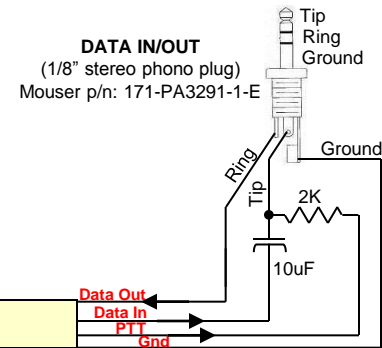 DATA IN/OUT
(1/8" stereo phono plug)
Mouser p/n: 171-PA3291-1-E
Tip
Ring
Ground
Ground
Ring
Tip
2K
10uF
Data Out
Data In
PTT
Gnd